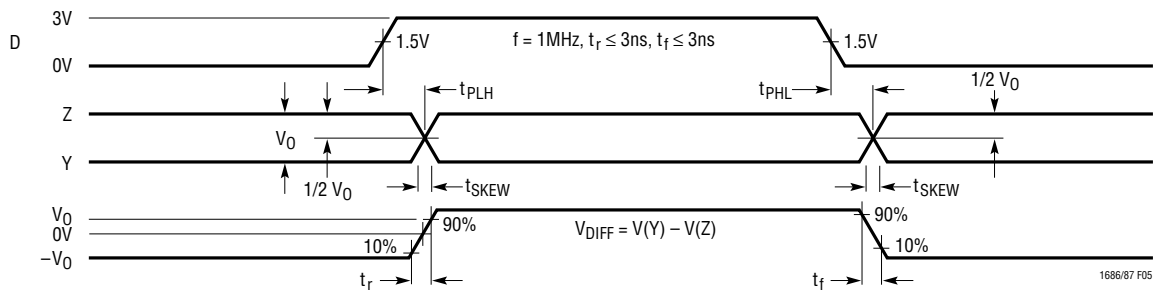 3V
D
1.5V
f = 1MHz, tr ≤ 3ns, tf ≤ 3ns
1.5V
0V
tPLH
tPHL
1/2 VO
Z
VO
Y
1/2 VO
tSKEW
tSKEW
VO
90%
VDIFF = V(Y) – V(Z)
90%
0V
10%
10%
–VO
tr
tf
1686/87 F05